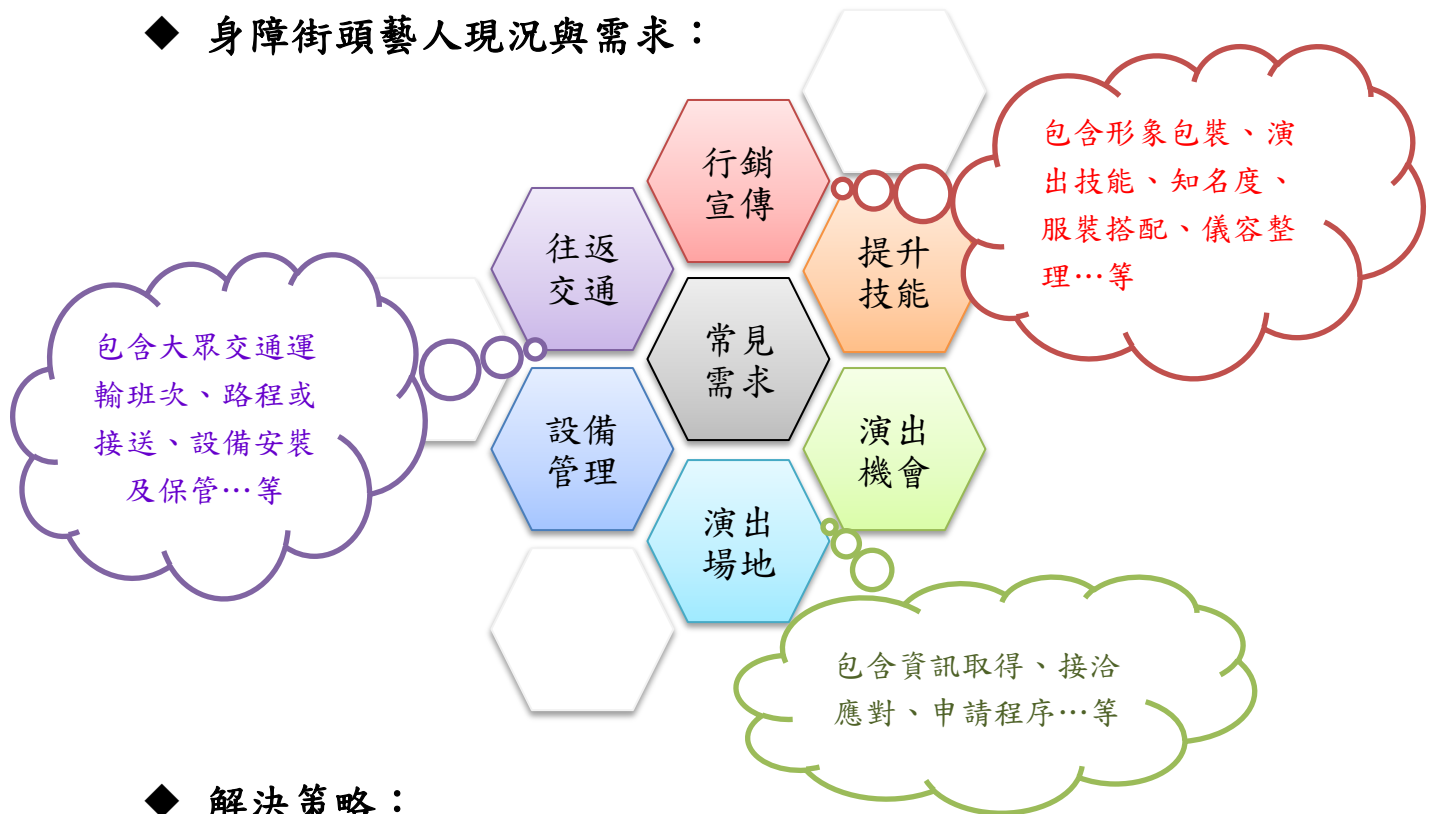 ◆ 身障街頭藝人現況與需求：
行銷
宣傳
包含形象包裝、演
出技能、知名度、
服裝搭配、儀容整
理…等
往返
交通
提升
技能
包含大眾交通運
輸班次、路程或
接送、設備安裝
及保管…等
常見
需求
設備
管理
演出
機會
演出
場地
包含資訊取得、接洽
應對、申請程序…等
◆ 解決策略：